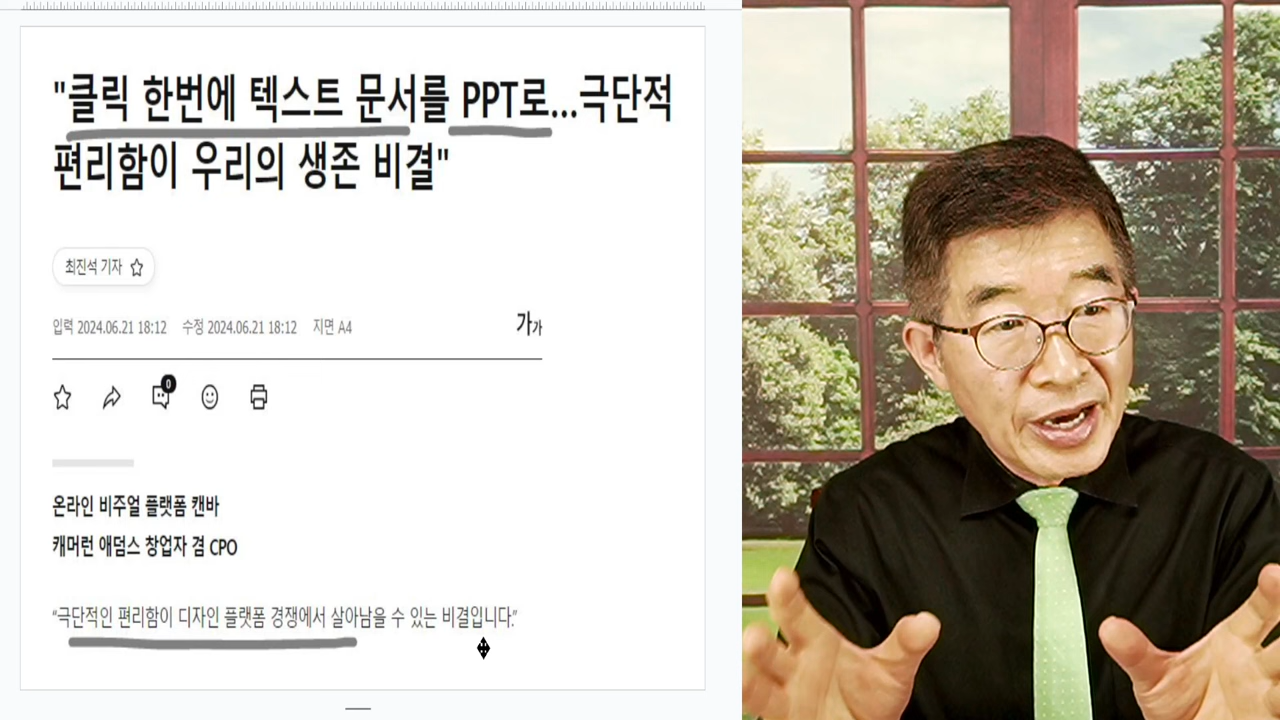 "클릭 한번에 텍스트 문서를 PPT로...극단적
편리함이 우리의 생존 비결"
최진석 기자
입력 2024.06.21 18:12 수정 2024.06.21 18:12 지면 A4
가가
0
온라인 비주얼 플랫폼 캔바
캐머런 애덤스 창업자 겸 CPO
“극단적인 편리함이 디자인 플랫폼 경쟁에서 살아남을 수 있는 비결입니다.”